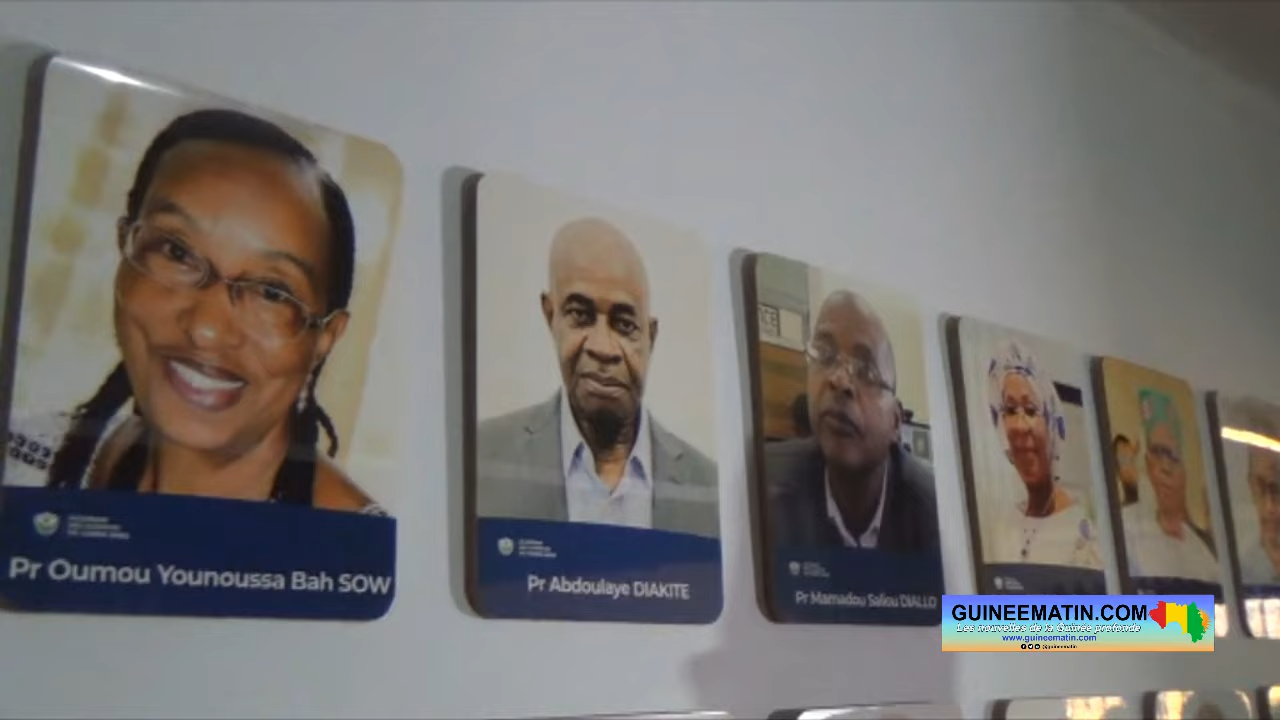 Pr Oumou Younoussa Bah SOW
Pr Abdoulaye DIAKITE
Pr Mamadou Saliou DIALLO
GUINEEMATIN.COM
Les nouvelles de la Guinée profonde
www.guineematin.com
@guineematin